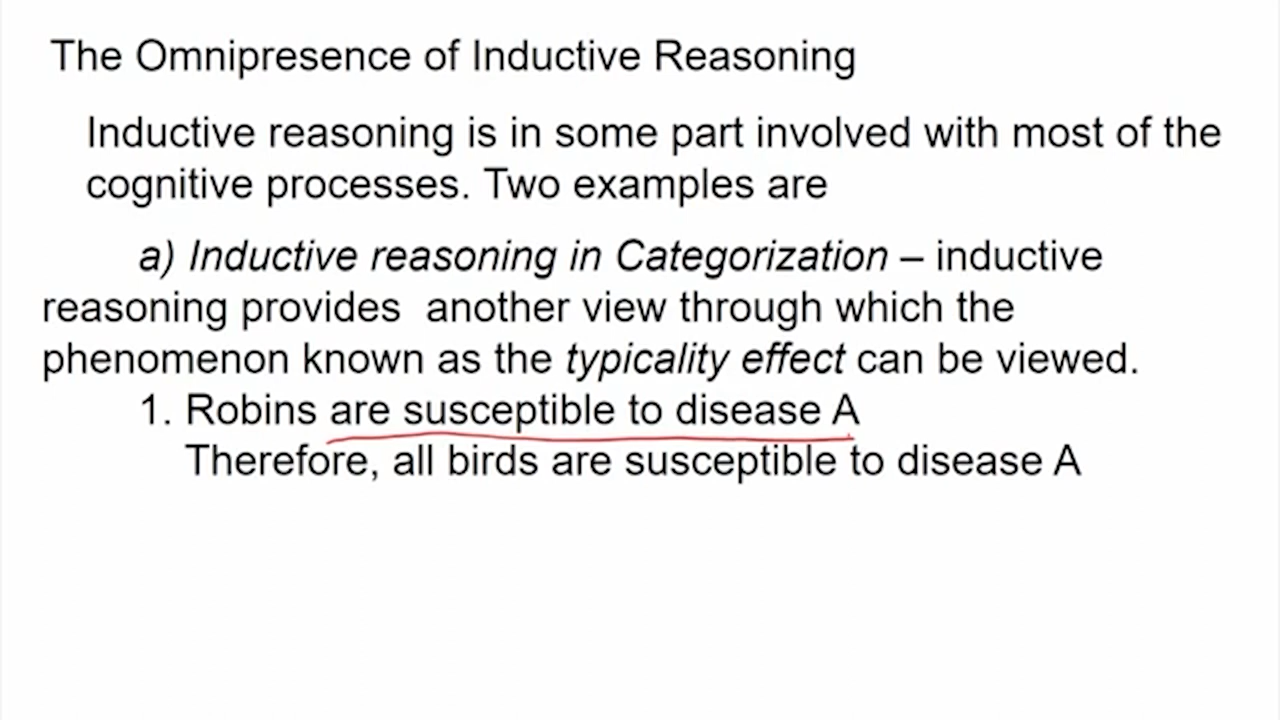 The Omnipresence of Inductive Reasoning
Inductive reasoning is in some part involved with most of the
cognitive processes. Two examples are
a) Inductive reasoning in Categorization – inductive
reasoning provides  another view through which the
phenomenon known as the typicality effect can be viewed.
1. Robins are susceptible to disease A
Therefore, all birds are susceptible to disease A